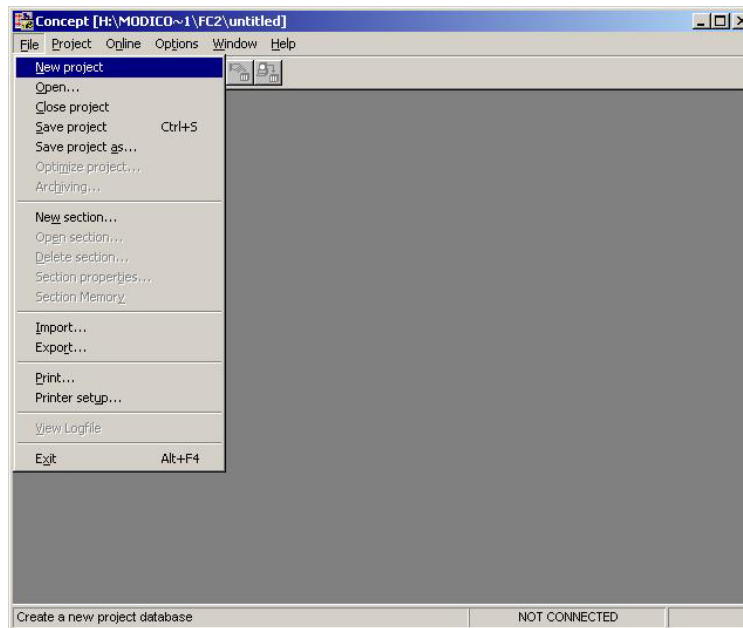 Concept [H:\MODICO~1\FC2\untitled]
File Project Online Options Window Help
New project
Open...
Close project
Save project Ctrl+S
Save project as...
Optimize project...
Archiving...
New section...
Open section...
Delete section...
Section properties...
Section Memory
Import...
Export...
Print...
Printer setup...
View Logfile
Exit Alt+F4
Create a new project database NOT CONNECTED